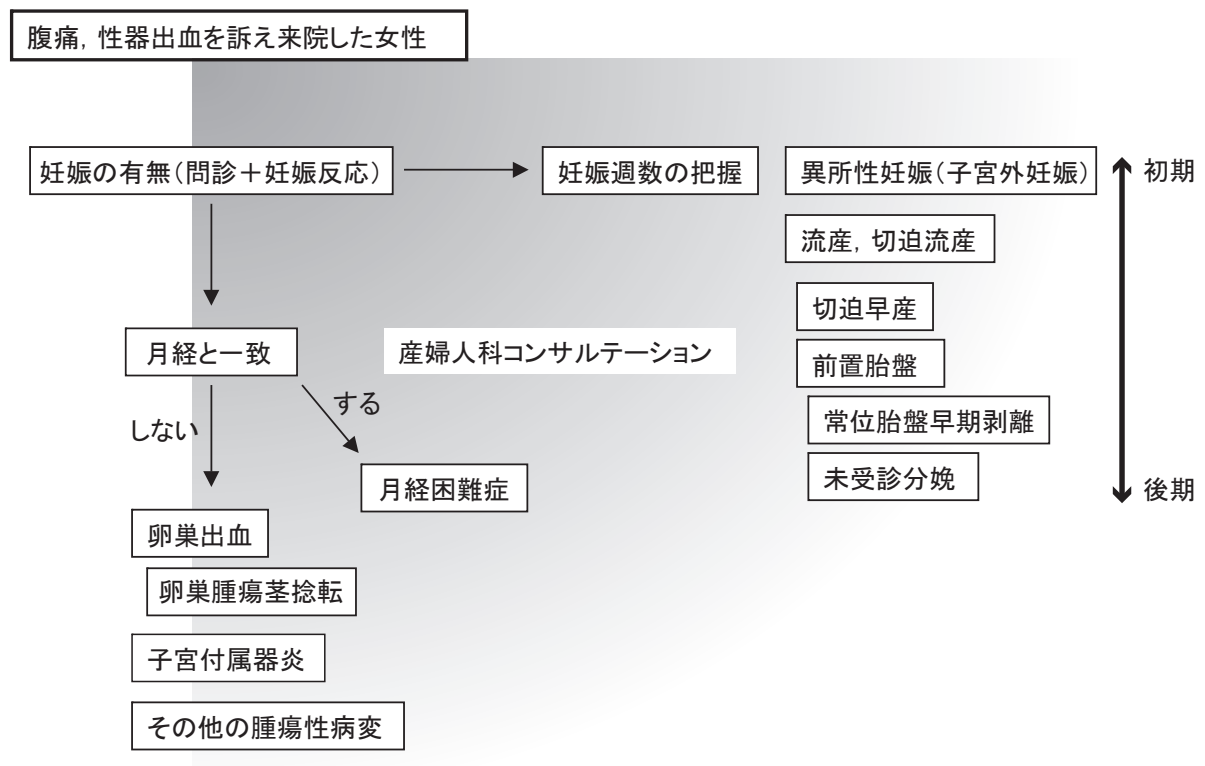 腹痛，性器出血を訴え来院した女性
妊娠の有無（問診＋妊娠反応）
妊娠週数の把握
異所性妊娠（子宮外妊娠）
初期
流産，切迫流産
切迫早産
月経と一致
産婦人科コンサルテーション
前置胎盤
する
しない
常位胎盤早期剥離
月経困難症
未受診分娩
後期
卵巣出血
卵巣腫瘍茎捻転
子宮付属器炎
その他の腫瘍性病変